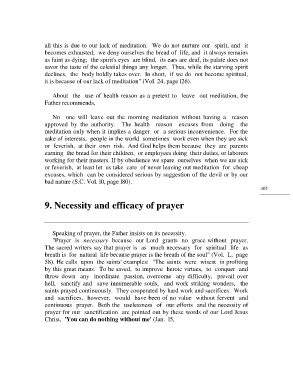 all this is due to our lack of meditation. We do not nurture our spirit, and it
becomes exhausted; we deny ourselves the bread of life, and it always remains
as faint as dying; the spirit's eyes are blind, its ears are deaf, its palate does not
savor the taste of the celestial things any longer. Thus, while the starving spirit
declines, the body boldly takes over. In short, if we do not become spiritual,
it is because of our lack of meditation" (Vol. 24, page 126).
About the use of health reason as a pretext to leave out meditation, the
Father recommends,
No one will leave out the morning meditation without having a reason
approved by the authority. The health reason excuses from doing the
meditation only when it implies a danger or a serious inconvenience. For the
sake of interests, people in the world sometimes work even when they are sick
or feverish, at their own risk. And God helps them because they are parents
earning the bread for their children, or employees doing their duties, or laborers
working for their masters. If by obedience we spare ourselves when we are sick
or feverish, at least let us take care of never leaving out meditation for cheap
excuses, which can be considered serious by suggestion of the devil or by our
bad nature (S.C. Vol. 10, page 180).
ant
9. Necessity and efficacy of prayer
Speaking of prayer, the Father insists on its necessity.
"Prayer is necessary because our Lord grants no grace without prayer.
The sacred writers say that prayer is as much necessary for spiritual life as
breath is for natural life because prayer is the breath of the soul" (Vol. L, page
58). He calls upon the saints' examples: "The saints were wisest in profiting
by this great means. To be saved, to improve heroic virtues, to conquer and
throw down any inordinate passion, overcome any difficulty, prevail over
hell, sanctify and save innumerable souls, and work striking wonders, the
saints prayed continuously. They cooperated by hard work and sacrifices. Work
and sacrifices, however, would have been of no value without fervent and
continuous prayer. Both the uselessness of our efforts and the necessity of
prayer for our sanctification are pointed out by these words of our Lord Jesus
Christ, 'You can do nothing without me' (Jan. 15,